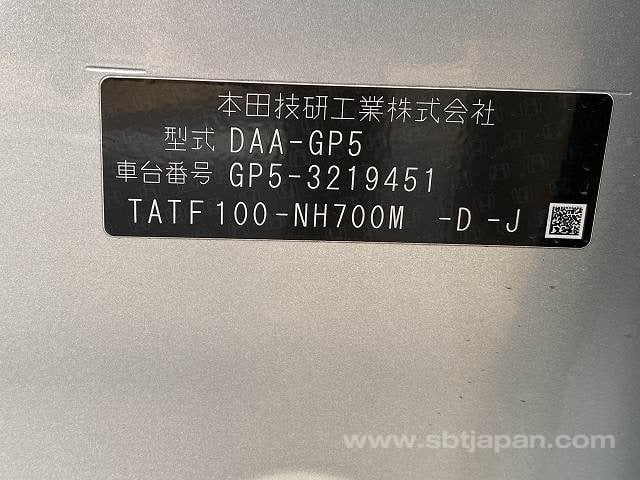 本田技研工業株式会社
型式 DAA-GP5
車台番号 GP5-3219451
TATF100-NH700M -D -J
www.sbtjapan.com